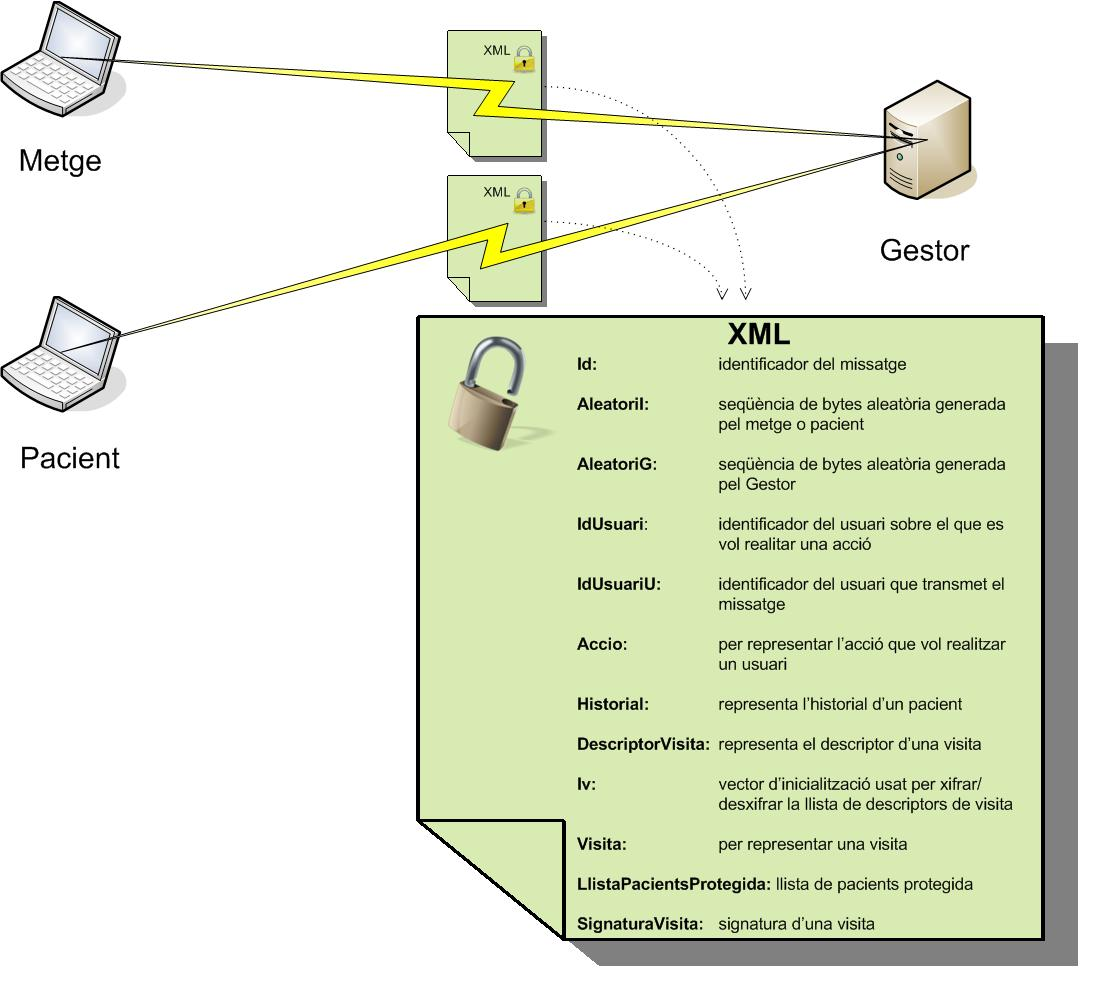 XML
Metge
XML
Gestor
Pacient
XML
Id: identificador del missatge
AleatoriI: seqüència de bytes aleatòria generada
pel metge o pacient
AleatoriG: seqüència de bytes aleatòria generada
pel Gestor
IdUsuari: identificador del usuari sobre el que es
vol realitar una acció
IdUsuariU: identificador del usuari que transmet el
missatge
Accio: per representar l’acció que vol realitzar
un usuari
Historial: representa l’historial d’un pacient
DescriptorVisita: representa el descriptor d’una visita
Iv: vector d’inicialització usat per xifrar/
desxifrar la llista de descriptors de visita
Visita: per representar una visita
LlistaPacientsProtegida: llista de pacients protegida
SignaturaVisita: signatura d’una visita